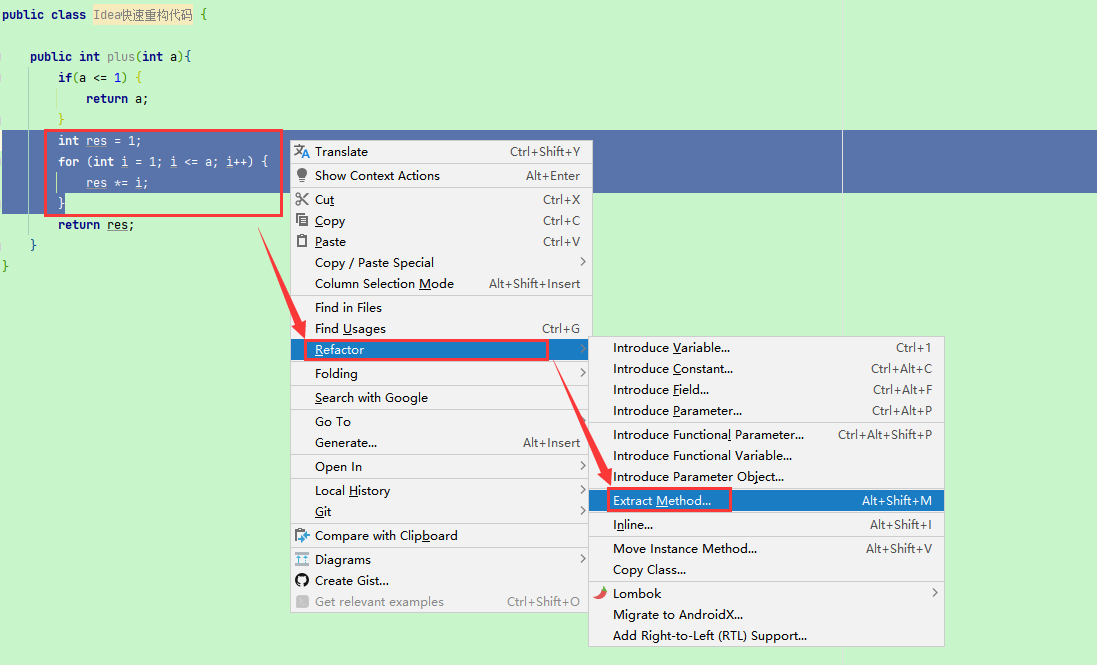 public class Idea快速重构代码 {
public int plus(int a){
if(a <= 1) {
return a;
}
int res = 1;
for (int i = 1; i <= a; i++) {
res *= i;
}
return res;
}
}
Translate Ctrl+Shift+Y
Show Context Actions Alt+Enter
Cut Ctrl+X
Copy Ctrl+C
Paste Ctrl+V
Copy / Paste Special
Column Selection Mode Alt+Shift+Insert
Find in Files
Find Usages Ctrl+G
Refactor
Folding
Search with Google
Go To
Generate... Alt+Insert
Open In
Local History
Git
Compare with Clipboard
Diagrams
Create Gist...
Get relevant examples Ctrl+Shift+O
Introduce Variable... Ctrl+1
Introduce Constant... Ctrl+Alt+C
Introduce Field... Ctrl+Alt+F
Introduce Parameter... Ctrl+Alt+P
Introduce Functional Parameter... Ctrl+Alt+Shift+P
Introduce Functional Variable...
Introduce Parameter Object...
Extract Method... Alt+Shift+M
Inline... Alt+Shift+I
Move Instance Method... Alt+Shift+V
Copy Class...
Lombok
Migrate to AndroidX...
Add Right-to-Left (RTL) Support...